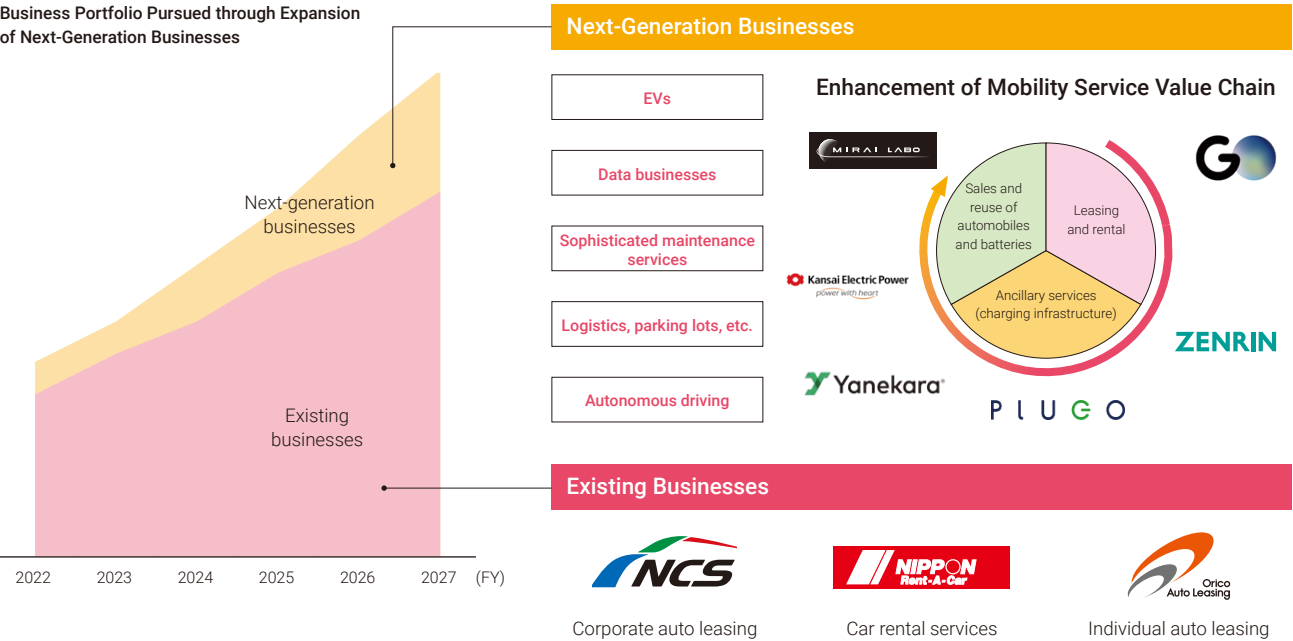 Business Portfolio Pursued through Expansion
of Next-Generation Businesses
Next-generation
businesses
Existing
businesses
2022
2023
2024
2025
2026
2027
(FY)
Next-Generation Businesses
EVs
Data businesses
Sophisticated maintenance
services
Logistics, parking lots, etc.
Autonomous driving
Enhancement of Mobility Service Value Chain
MIRAI LABO
GO
Sales and
reuse of
automobiles
and batteries
Leasing
and rental
Ancillary services
(charging infrastructure)
Kansai Electric Power
power with heart
ZENRIN
Yanekara
PlUGO
Existing Businesses
NCS
Corporate auto leasing
NIPPON
Rent-A-Car
Car rental services
Orico
Auto Leasing
Individual auto leasing